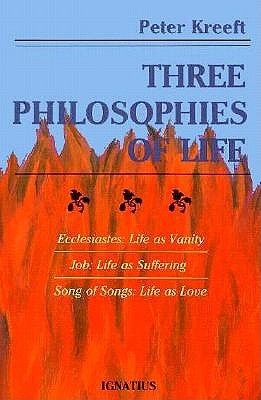 Peter Kreeft
THREE
PHILOSOPHIES
OF LIFE
Ecclesiastes: Life as Vanity
Job: Life as Suffering
Song of Songs: Life as Love
IGNATIUS